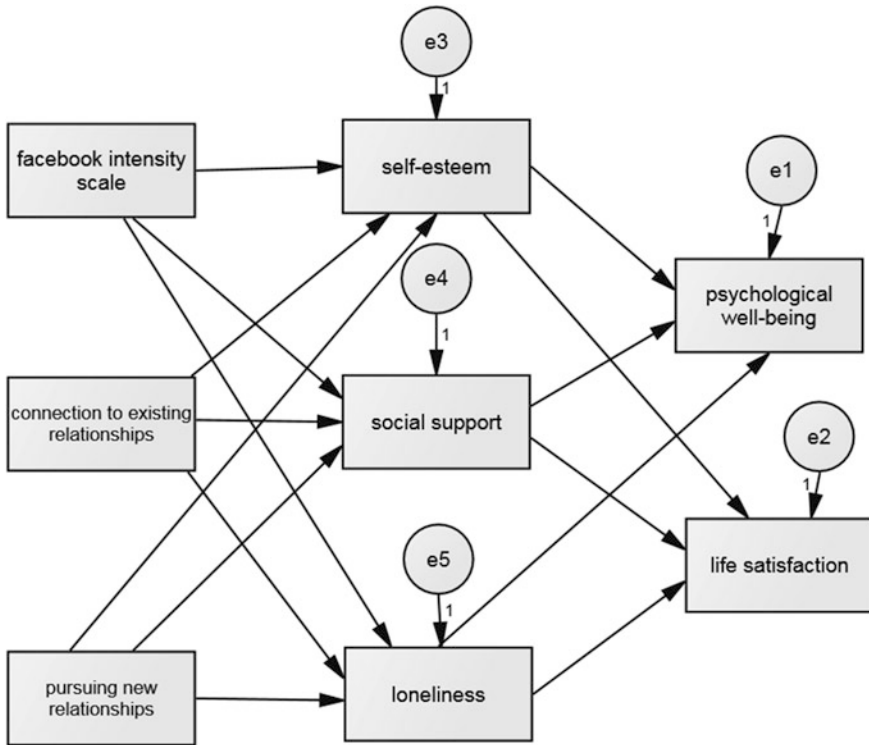 e3
1
facebook intensity
scale
self-esteem
e1
1
e4
1
psychological
well-being
connection to existing
relationships
social support
e2
1
e5
1
life satisfaction
pursuing new
relationships
loneliness